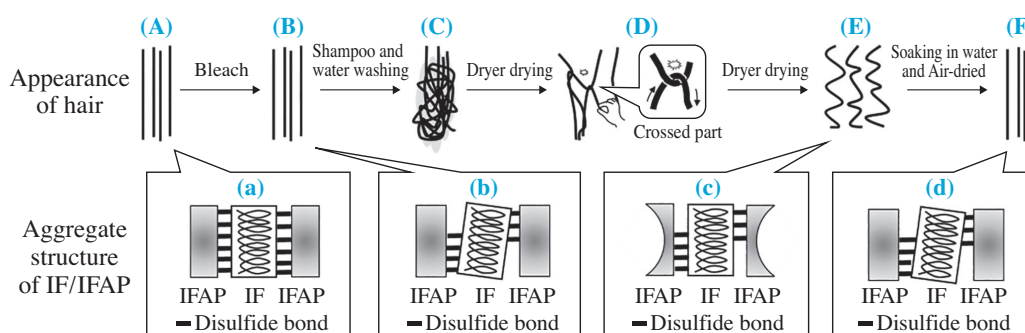 (A) (B) (C) (D) (E) (F
Appearance
of hair
Bleach
Shampoo and
water washing
Dryer drying
Crossed part
Dryer drying
Soaking in water
and Air-dried
Aggregate
structure
of IF/IFAP
(a)
IFAP IF IFAP
Disulfide bond
(b)
IFAP IF IFAP
Disulfide bond
(c)
IFAP IF IFAP
Disulfide bond
(d)
IFAP IF IFAP
Disulfide bond